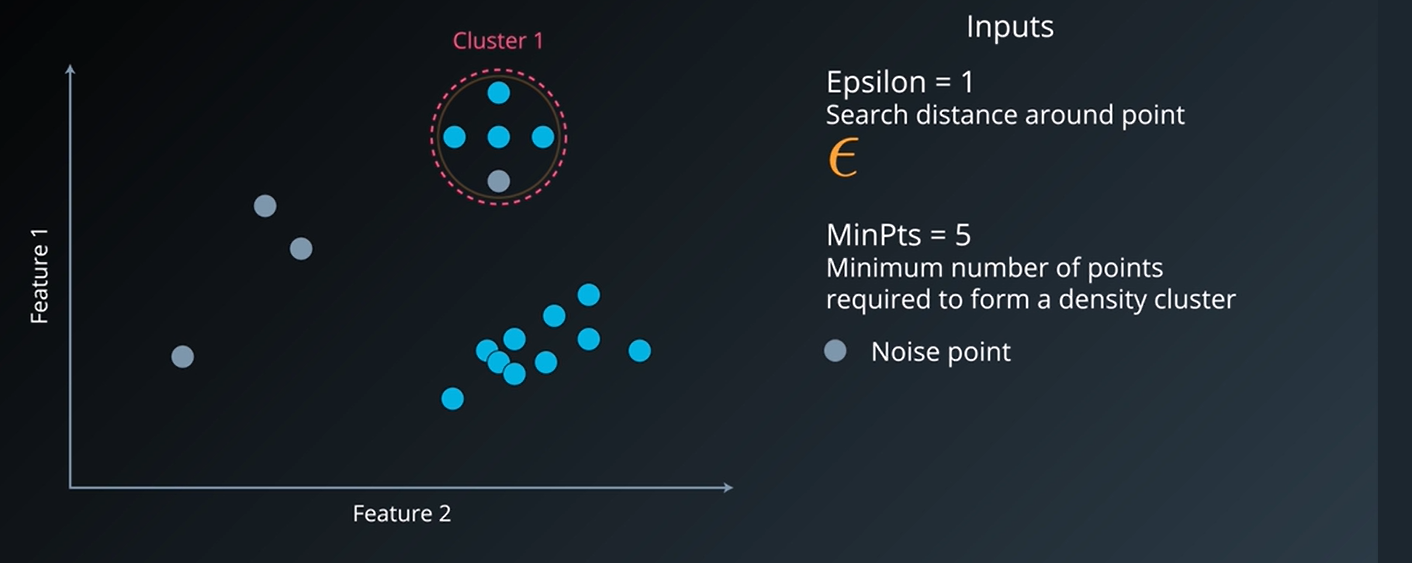 Inputs
Cluster 1
Epsilon = 1
Search distance around point
ϵ
MinPts = 5
Minimum number of points
required to form a density cluster
Noise point
Feature 1
Feature 2